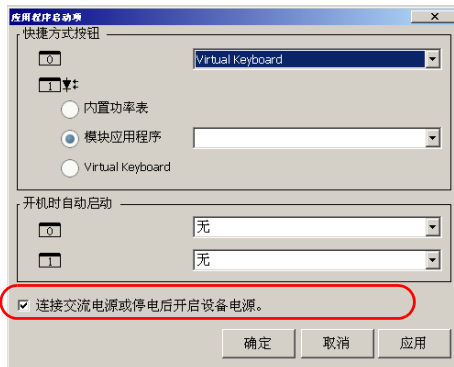 应用程序启动项
快捷方式按钮
0 Virtual Keyboard
1
内置功率表
模块应用程序
Virtual Keyboard
开机时自动启动
0 无
1 无
连接交流电源或停电后开启设备电源。
确定 取消 应用